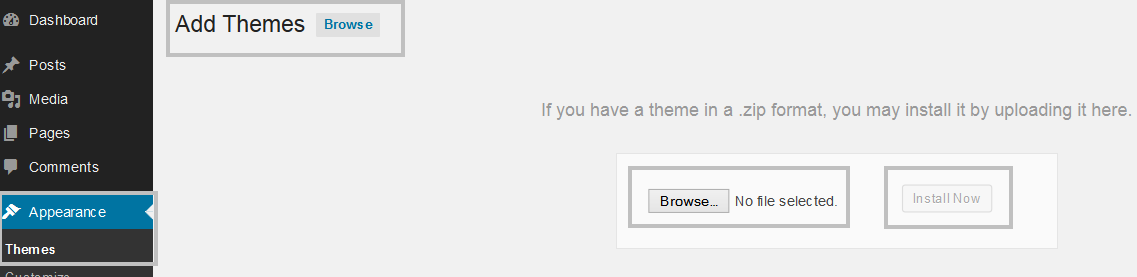 Dashboard
Posts
Media
Pages
Comments
Appearance
Themes
Customize
Add Themes Browse
If you have a theme in a .zip format, you may install it by uploading it here.
Browse... No file selected.
Install Now